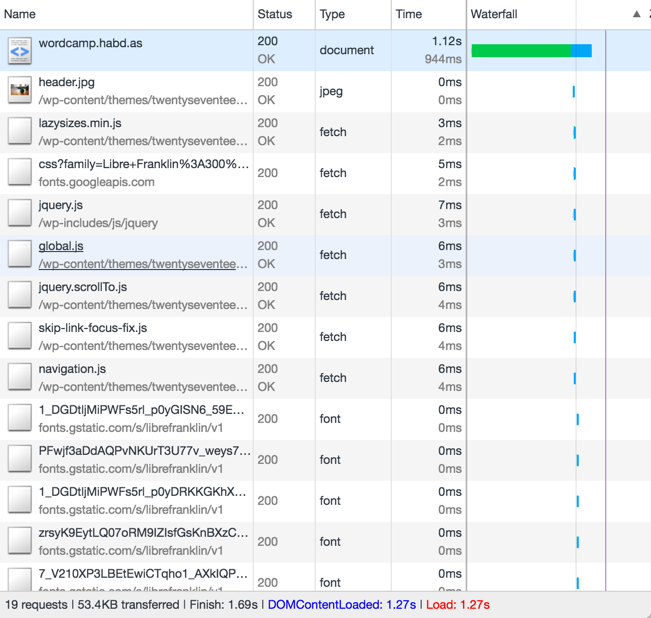 Name Status Type Time Waterfall
wordcamp.habd.as 200 document 1.12s
OK 944ms
header.jpg 200 jpeg 0ms
/wp-content/themes/twentyseventee... OK 0ms
lazysizes.min.js 200 fetch 3ms
/wp-content/themes/twentyseventee... OK 2ms
css?family=Libre+Franklin%3A300%... 200 fetch 5ms
fonts.googleapis.com 2ms
jquery.js 200 fetch 7ms
/wp-includes/js/jquery OK 3ms
global.js 200 fetch 6ms
/wp-content/themes/twentyseventee... OK 3ms
jquery.scrollTo.js 200 fetch 6ms
/wp-content/themes/twentyseventee... OK 4ms
skip-link-focus-fix.js 200 fetch 6ms
/wp-content/themes/twentyseventee... OK 4ms
navigation.js 200 fetch 6ms
/wp-content/themes/twentyseventee... OK 4ms
1_DGDtljMiPWFs5rl_p0yGISN6_59E... 200 font 0ms
fonts.gstatic.com/s/librefranklin/v1 0ms
PFwjf3aDdAQPvNKUrT3U77v_weys7... 200 font 0ms
fonts.gstatic.com/s/librefranklin/v1 0ms
1_DGDtljMiPWFs5rl_p0yDRKKGKhX... 200 font 0ms
fonts.gstatic.com/s/librefranklin/v1 0ms
zrsyK9EytLQ07oRM9IZIsfGsKnBXzC... 200 font 0ms
fonts.gstatic.com/s/librefranklin/v1 0ms
7_V210XP3LBEtEwiCTqho1_AXkIQP... 200 font 0ms
fonts.gstatic.com/s/librefranklin/v1 0ms
19 requests | 53.4KB transferred | Finish: 1.69s | DOMContentLoaded: 1.27s | Load: 1.27s